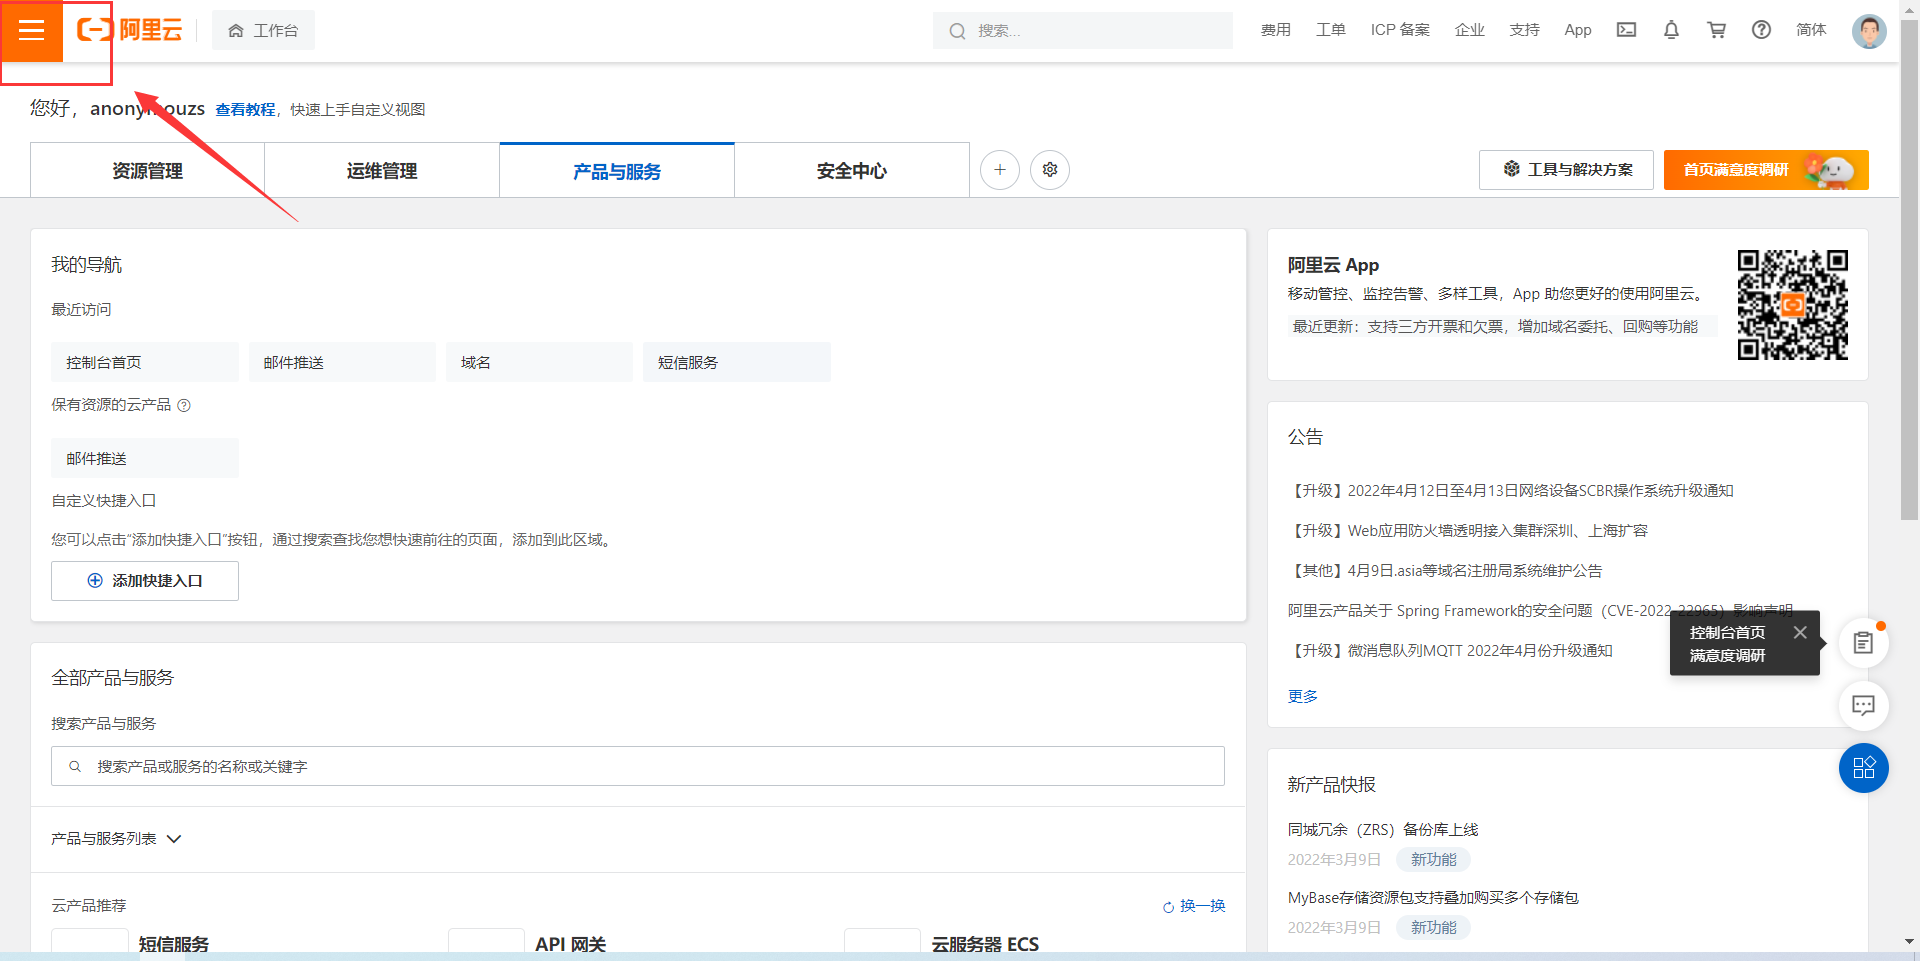 阿里云
工作台
搜索...
费用
工单
ICP 备案
企业
支持
App
简体
您好，
查看教程，快速上手自定义视图
资源管理
运维管理
产品与服务
安全中心
工具与解决方案
首页满意度调研
我的导航
最近访问
控制台首页
邮件推送
域名
短信服务
保有资源的云产品
邮件推送
自定义快捷入口
您可以点击“添加快捷入口”按钮，通过搜索查找您想快速前往的页面，添加到此区域。
添加快捷入口
全部产品与服务
搜索产品与服务
搜索产品或服务的名称或关键字
产品与服务列表
云产品推荐
换一换
短信服务
API 网关
云服务器 ECS
阿里云 App
移动管控、监控告警、多样工具，App 助您更好的使用阿里云。
最近更新：支持三方开票和欠票，增加域名委托、回购等功能
公告
【升级】2022年4月12日至4月13日网络设备SCBR操作系统升级通知
【升级】Web应用防火墙透明接入集群深圳、上海扩容
【其他】4月9日.asia等域名注册局系统维护公告
阿里云产品关于 Spring Framework的安全问题（CVE-2022-22965）影响声明
【升级】微消息队列MQTT 2022年4月份升级通知
更多
控制台首页
满意度调研
新产品快报
同城冗余（ZRS）备份库上线
2022年3月9日
新功能
MyBase存储资源包支持叠加购买多个存储包
2022年3月9日
新功能